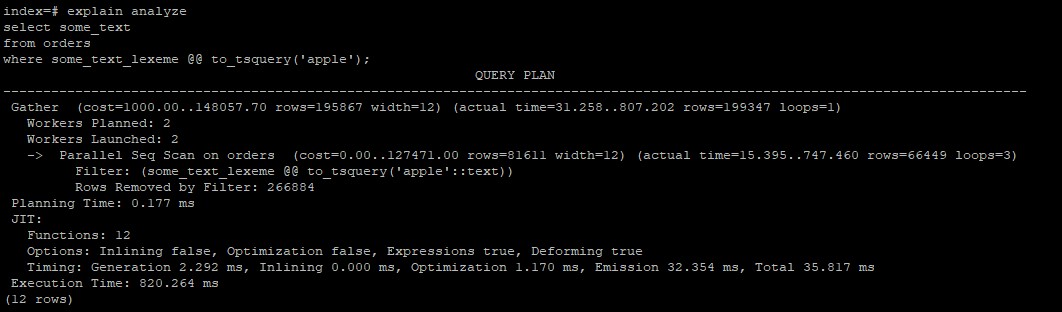 index=# explain analyze
select some_text
from orders
where some_text_lexeme @@ to_tsquery('apple');
QUERY PLAN
-------------------------------------------------------------------------------------------------------------------------------
Gather  (cost=1000.00..148057.70 rows=195867 width=12) (actual time=31.258..807.202 rows=199347 loops=1)
Workers Planned: 2
Workers Launched: 2
->  Parallel Seq Scan on orders  (cost=0.00..127471.00 rows=81611 width=12) (actual time=15.395..747.460 rows=66449 loops=3)
Filter: (some_text_lexeme @@ to_tsquery('apple'::text))
Rows Removed by Filter: 266884
Planning Time: 0.177 ms
JIT:
Functions: 12
Options: Inlining false, Optimization false, Expressions true, Deforming true
Timing: Generation 2.292 ms, Inlining 0.000 ms, Optimization 1.170 ms, Emission 32.354 ms, Total 35.817 ms
Execution Time: 820.264 ms
(12 rows)